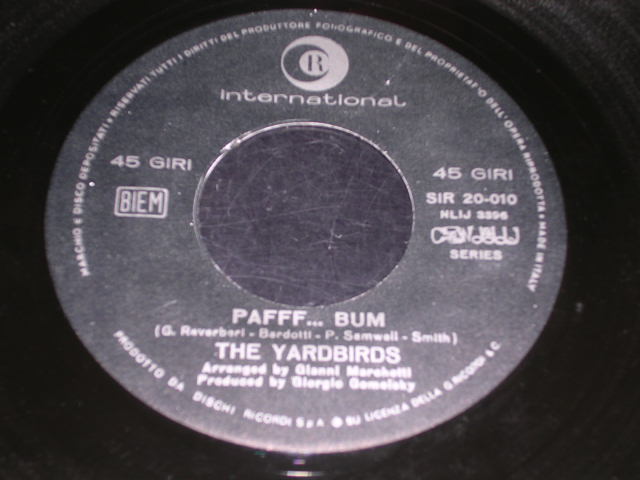 MARCHIO E DISCO DEPOSITATI • RISERVATI TUTTI I DIRITTI DEL PRODUTTORE FONOGRAFICO E DEL PROPRIETARIO DELL'OPERA RIPRODOTTA • MADE IN ITALY
R
international
45 GIRI
45 GIRI
BIEM
SIR 20-010
NLIJ 3396
SERIES
PAFFF... BUM
(G. Reverberi - Bardotti - P. Samwell - Smith)
THE YARDBIRDS
Arranged by Gianni Marchetti
Produced by Giorgio Gomelsky
PRODOTTO DA DISCHI RICORDI S p A SU LICENZA DELLA G. RICORDI & C.